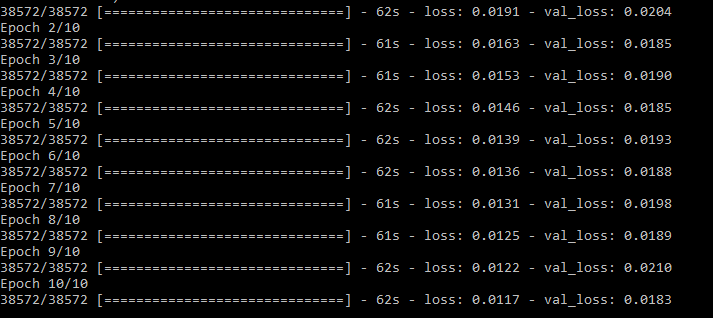 38572/38572 [==============================] - 62s - loss: 0.0191 - val_loss: 0.0204
Epoch 2/10
38572/38572 [==============================] - 61s - loss: 0.0163 - val_loss: 0.0185
Epoch 3/10
38572/38572 [==============================] - 61s - loss: 0.0153 - val_loss: 0.0190
Epoch 4/10
38572/38572 [==============================] - 62s - loss: 0.0146 - val_loss: 0.0185
Epoch 5/10
38572/38572 [==============================] - 62s - loss: 0.0139 - val_loss: 0.0193
Epoch 6/10
38572/38572 [==============================] - 62s - loss: 0.0136 - val_loss: 0.0188
Epoch 7/10
38572/38572 [==============================] - 61s - loss: 0.0131 - val_loss: 0.0198
Epoch 8/10
38572/38572 [==============================] - 61s - loss: 0.0125 - val_loss: 0.0189
Epoch 9/10
38572/38572 [==============================] - 62s - loss: 0.0122 - val_loss: 0.0210
Epoch 10/10
38572/38572 [==============================] - 62s - loss: 0.0117 - val_loss: 0.0183